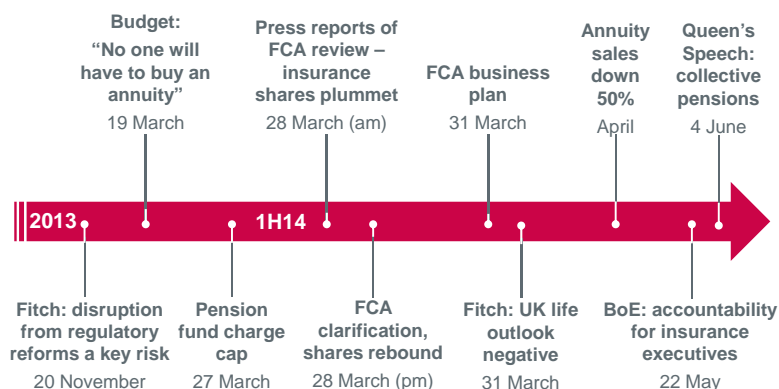 Budget:
“No one will
have to buy an
annuity”
19 March
Press reports of
FCA review –
insurance
shares plummet
28 March (am)
FCA business
plan
31 March
Annuity
sales
down
50%
April
Queen’s
Speech:
collective
pensions
4 June
2013
1H14
Fitch: disruption
from regulatory
reforms a key risk
20 November
Pension
fund charge
cap
27 March
FCA
clarification,
shares rebound
28 March (pm)
Fitch: UK life
outlook
negative
31 March
BoE: accountability
for insurance
executives
22 May